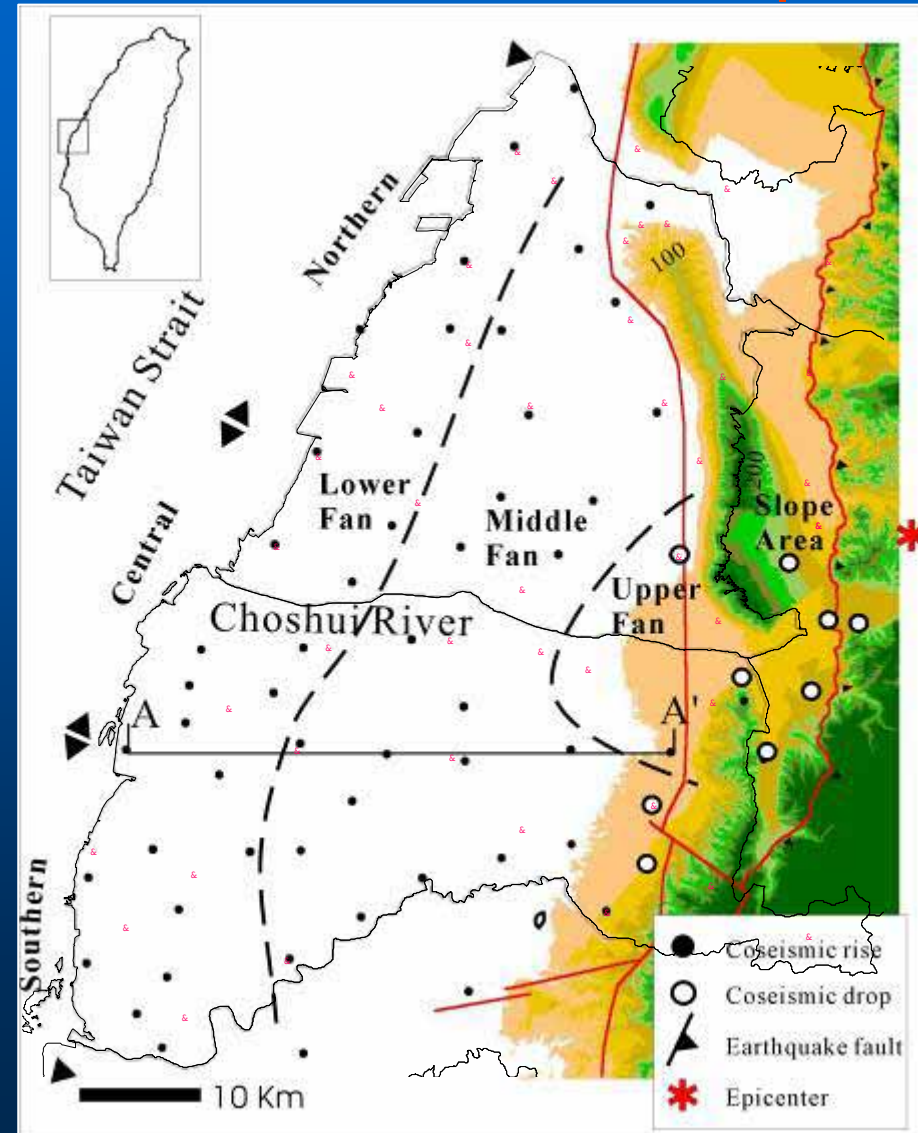 Northern
100
Taiwan Strait
200
Lower
Fan
Middle
Fan
Slope
Area
Central
Upper
Fan
Choshui River
A
A'
Southern
Coseismic rise
Coseismic drop
Earthquake fault
Epicenter
10 Km